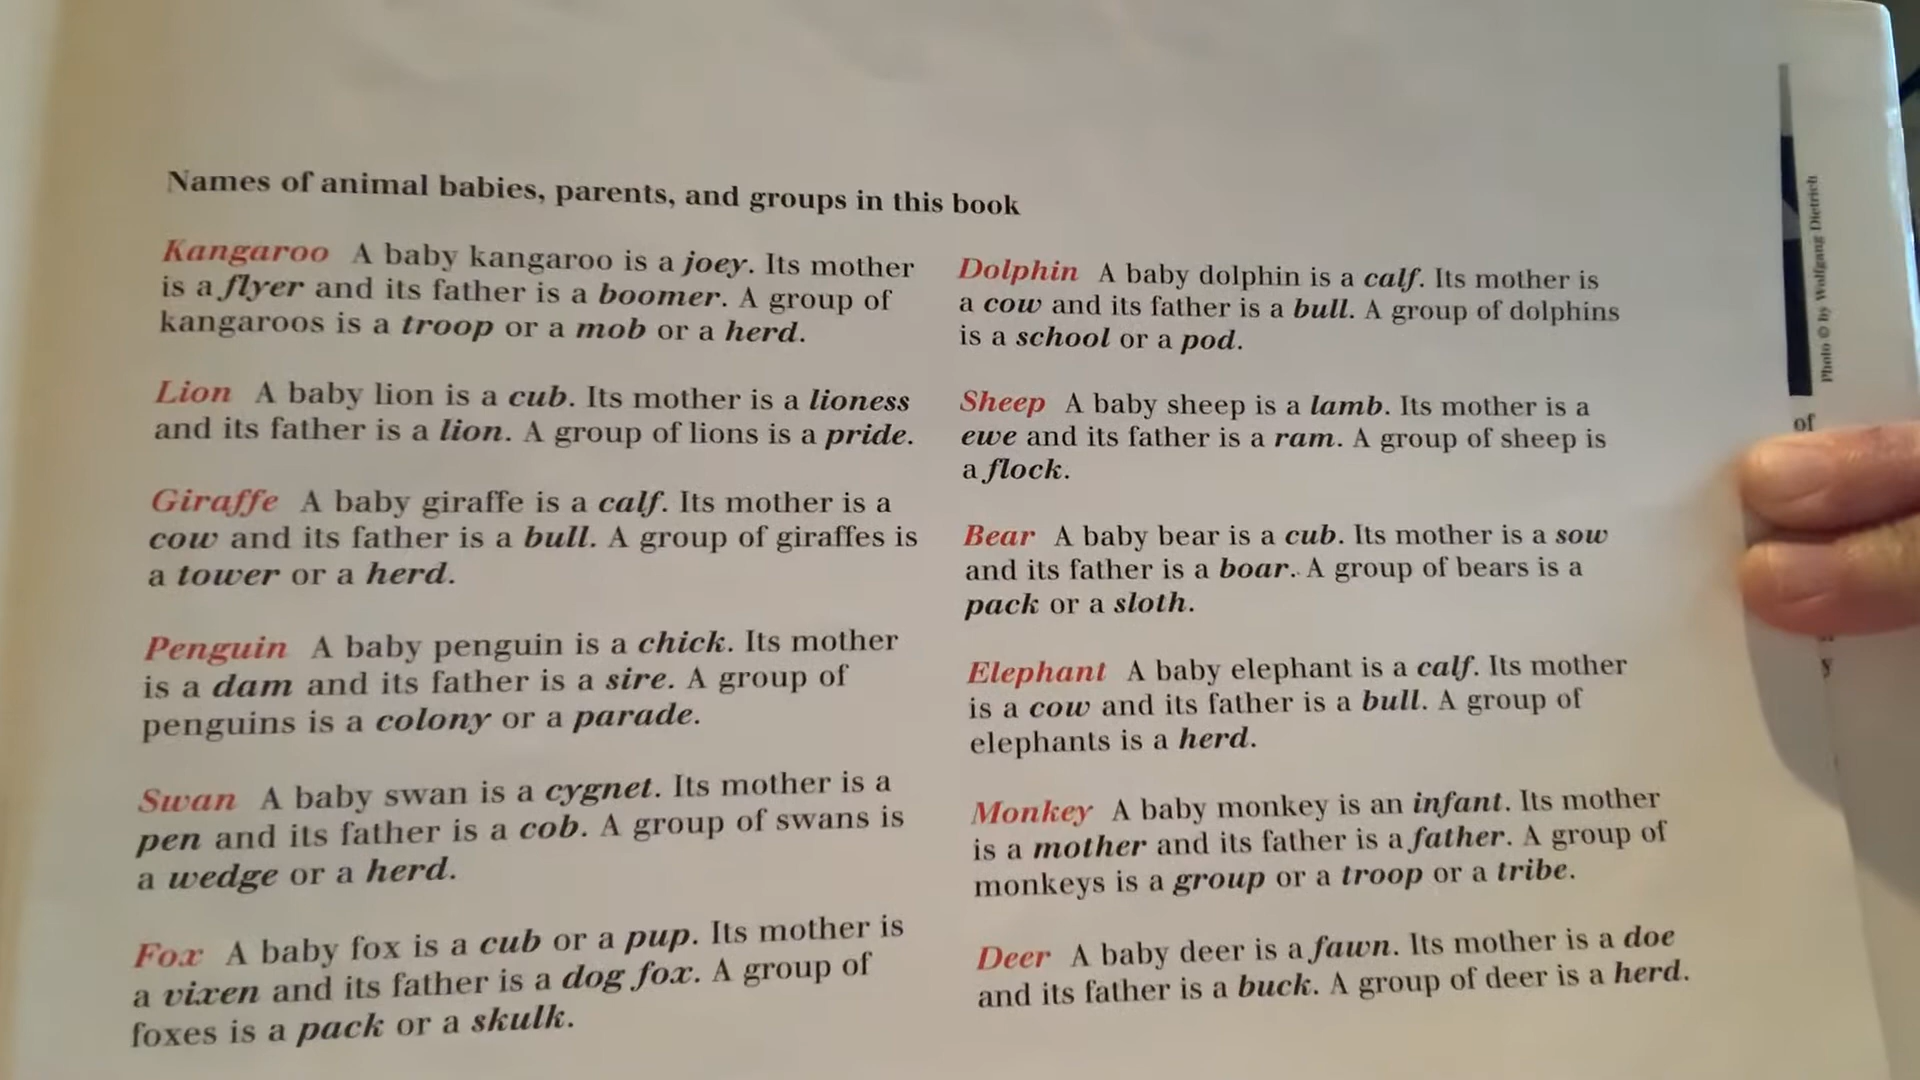 Names of animal babies, parents, and groups in this book
Kangaroo A baby kangaroo is a joey. Its mother
is a flyer and its father is a boomer. A group of
kangaroos is a troop or a mob or a herd.
Lion A baby lion is a cub. Its mother is a lioness
and its father is a lion. A group of lions is a pride.
Giraffe A baby giraffe is a calf. Its mother is a
cow and its father is a bull. A group of giraffes is
a tower or a herd.
Penguin A baby penguin is a chick. Its mother
is a dam and its father is a sire. A group of
penguins is a colony or a parade.
Swan A baby swan is a cygnet. Its mother is a
pen and its father is a cob. A group of swans is
a wedge or a herd.
Fox A baby fox is a cub or a pup. Its mother is
a vixen and its father is a dog fox. A group of
foxes is a pack or a skulk.
Dolphin A baby dolphin is a calf. Its mother is
a cow and its father is a bull. A group of dolphins
is a school or a pod.
Sheep A baby sheep is a lamb. Its mother is a
ewe and its father is a ram. A group of sheep is
a flock.
Bear A baby bear is a cub. Its mother is a sow
and its father is a boar. A group of bears is a
pack or a sloth.
Elephant A baby elephant is a calf. Its mother
is a cow and its father is a bull. A group of
elephants is a herd.
Monkey A baby monkey is an infant. Its mother
is a mother and its father is a father. A group of
monkeys is a group or a troop or a tribe.
Deer A baby deer is a fawn. Its mother is a doe
and its father is a buck. A group of deer is a herd.
Photo © by Wolfgang Dietrich
of